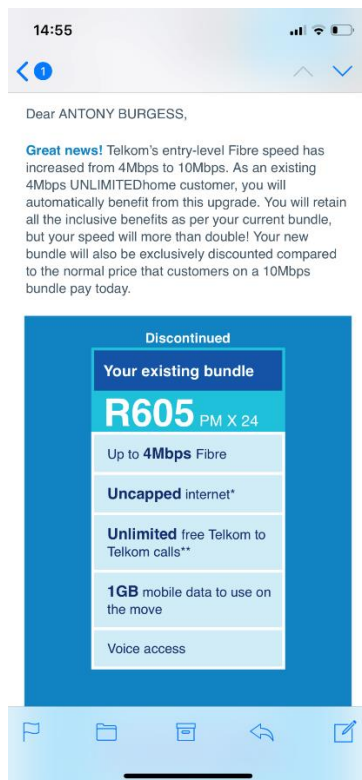 14:55
1
Dear ANTONY BURGESS,
Great news! Telkom's entry-level Fibre speed has
increased from 4Mbps to 10Mbps. As an existing
4Mbps UNLIMITEDhome customer, you will
automatically benefit from this upgrade. You will retain
all the inclusive benefits as per your current bundle,
but your speed will more than double! Your new
bundle will also be exclusively discounted compared
to the normal price that customers on a 10Mbps
bundle pay today.
Discontinued
Your existing bundle
R605 PM X 24
Up to 4Mbps Fibre
Uncapped internet*
Unlimited free Telkom to
Telkom calls**
1GB mobile data to use on
the move
Voice access